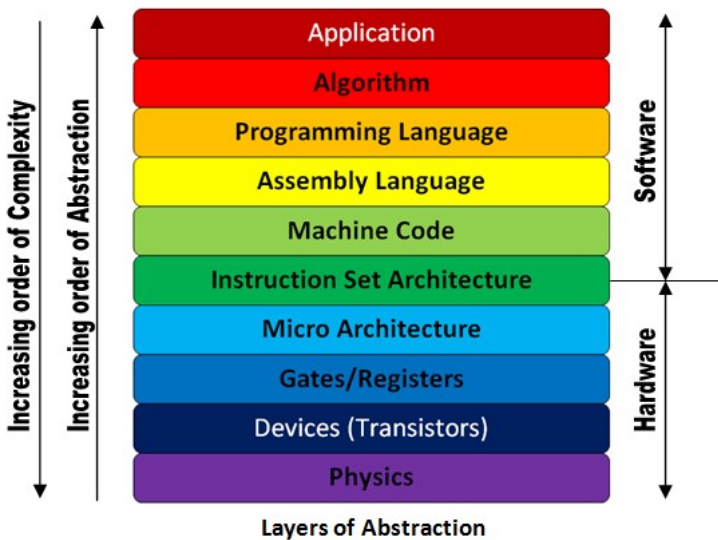 Increasing order of Complexity
Increasing order of Abstraction
Application
Algorithm
Programming Language
Assembly Language
Machine Code
Instruction Set Architecture
Micro Architecture
Gates/Registers
Devices (Transistors)
Physics
Software
Hardware
Layers of Abstraction